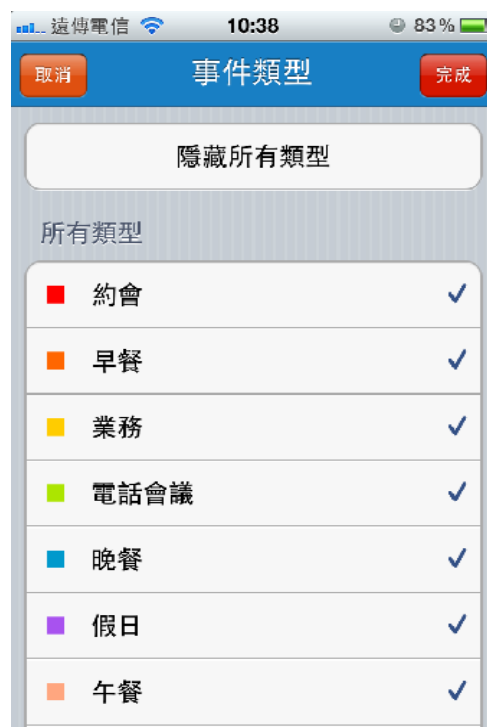 遠傳電信 10:38 83%
取消 事件類型 完成
隱藏所有類型
所有類型
約會
早餐
業務
電話會議
晚餐
假日
午餐